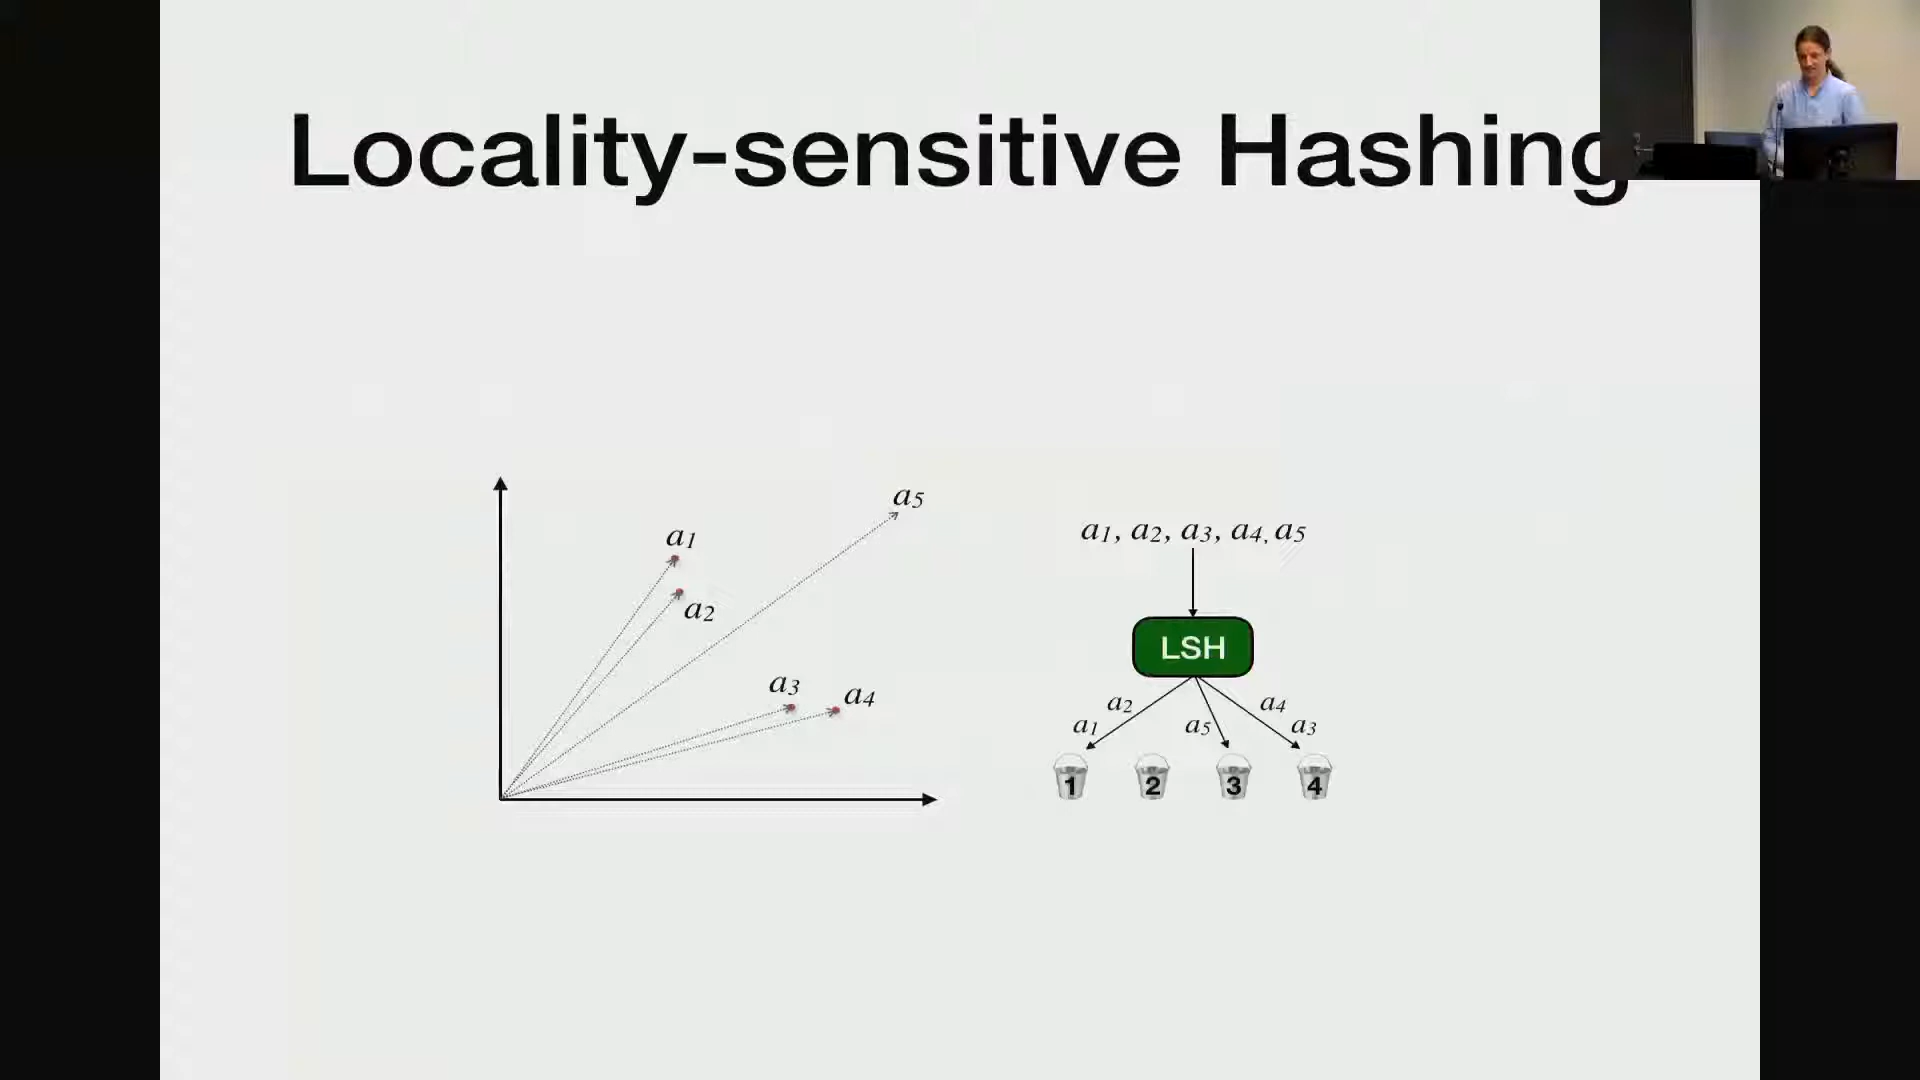 Locality-sensitive Hashing
a5
a1
a2
a3
a4
a1, a2, a3, a4, a5
LSH
a2
a4
a1
a5
a3
1
2
3
4